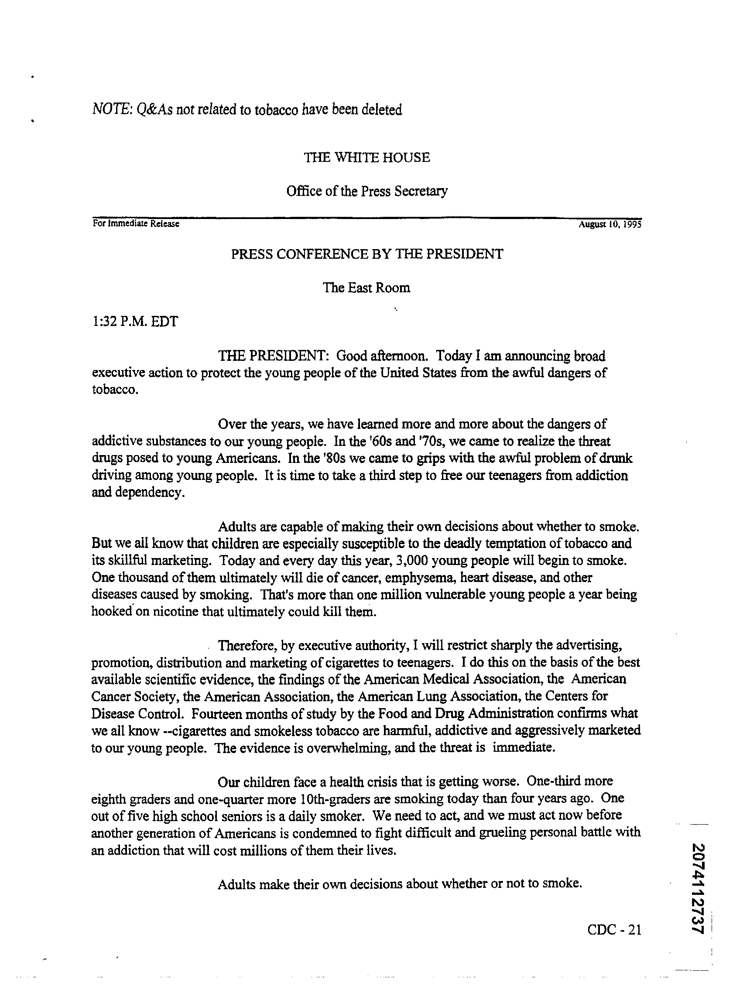 NOTE: Q&As not related to tobacco have been deleted
THE WHITE HOUSE
Office of the Press Secretary
For Immediate Release August 10, 1995
PRESS CONFERENCE BY THE PRESIDENT
The East Room
1:32 P.M. EDT
THE PRESIDENT: Good afternoon. Today I am announcing broad
executive action to protect the young people of the United States from the awful dangers of
tobacco.
Over the years, we have learned more and more about the dangers of
addictive substances to our young people. In the '60s and '70s, we came to realize the threat
drugs posed to young Americans. In the '80s we came to grips with the awful problem of drunk
driving among young people. It is time to take a third step to free our teenagers from addiction
and dependency.
Adults are capable of making their own decisions about whether to smoke.
But we all know that children are especially susceptible to the deadly temptation of tobacco and
its skillful marketing. Today and every day this year, 3,000 young people will begin to smoke.
One thousand of them ultimately will die of cancer, emphysema, heart disease, and other
diseases caused by smoking. That's more than one million vulnerable young people a year being
hooked on nicotine that ultimately could kill them.
Therefore, by executive authority, I will restrict sharply the advertising,
promotion, distribution and marketing of cigarettes to teenagers. I do this on the basis of the best
available scientific evidence, the findings of the American Medical Association, the American
Cancer Society, the American Association, the American Lung Association, the Centers for
Disease Control. Fourteen months of study by the Food and Drug Administration confirms what
we all know --cigarettes and smokeless tobacco are harmful, addictive and aggressively marketed
to our young people. The evidence is overwhelming, and the threat is immediate.
Our children face a health crisis that is getting worse. One-third more
eighth graders and one-quarter more 10th-graders are smoking today than four years ago. One
out of five high school seniors is a daily smoker. We need to act, and we must act now before
another generation of Americans is condemned to fight difficult and grueling personal battle with
an addiction that will cost millions of them their lives.
Adults make their own decisions about whether or not to smoke.
CDC - 21
2074112737